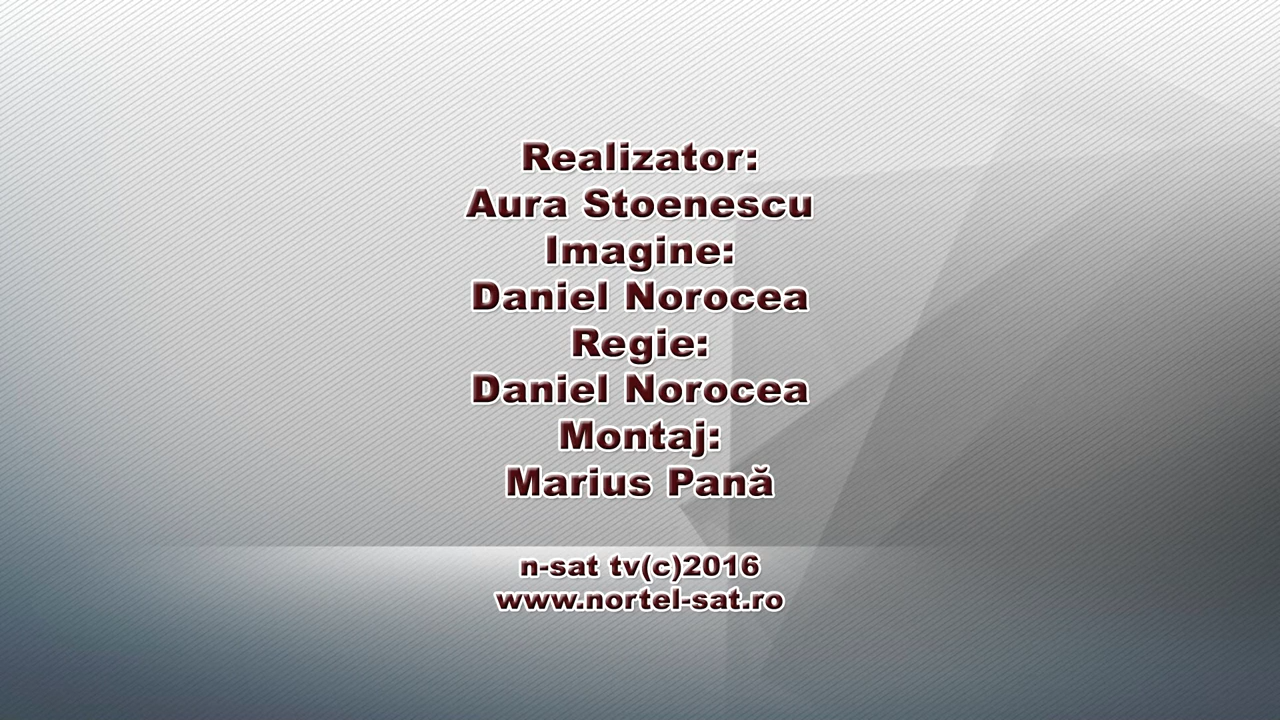 Realizator:
Aura Stoenescu
Imagine:
Daniel Norocea
Regie:
Daniel Norocea
Montaj:
Marius Pană
n-sat tv(c)2016
www.nortel-sat.ro